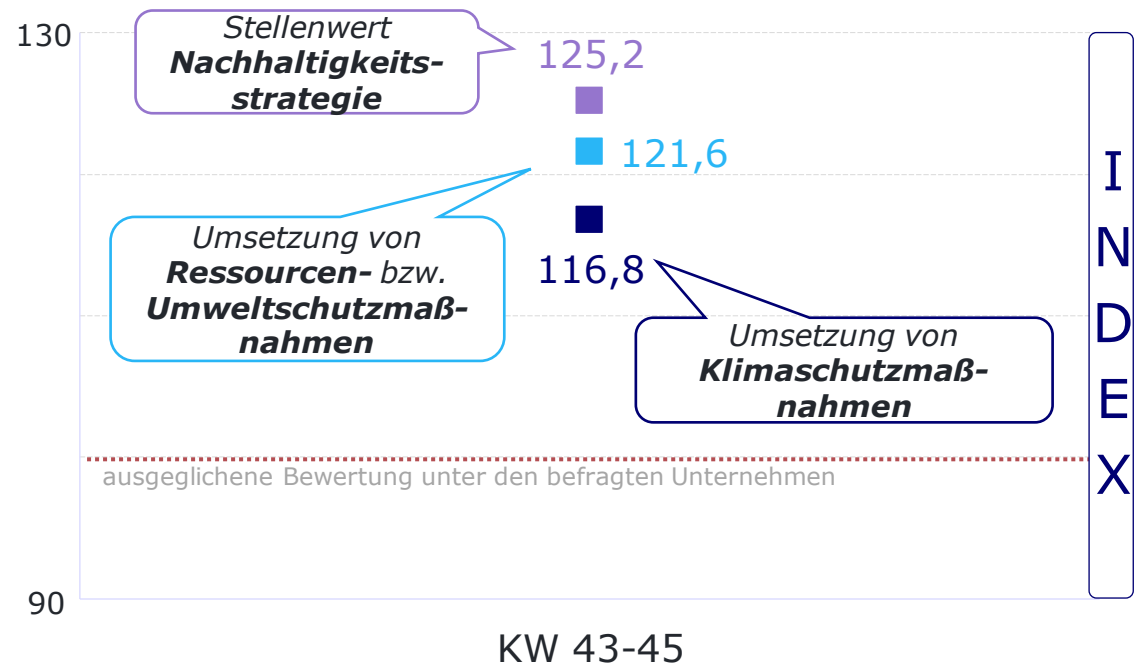 130
Stellenwert
Nachhaltigkeits-
strategie
125,2
121,6
Umsetzung von
Ressourcen- bzw.
Umweltschutzmaß-
nahmen
116,8
Umsetzung von
Klimaschutzmaß-
nahmen
ausgeglichene Bewertung unter den befragten Unternehmen
90
KW 43-45
I
N
D
E
X